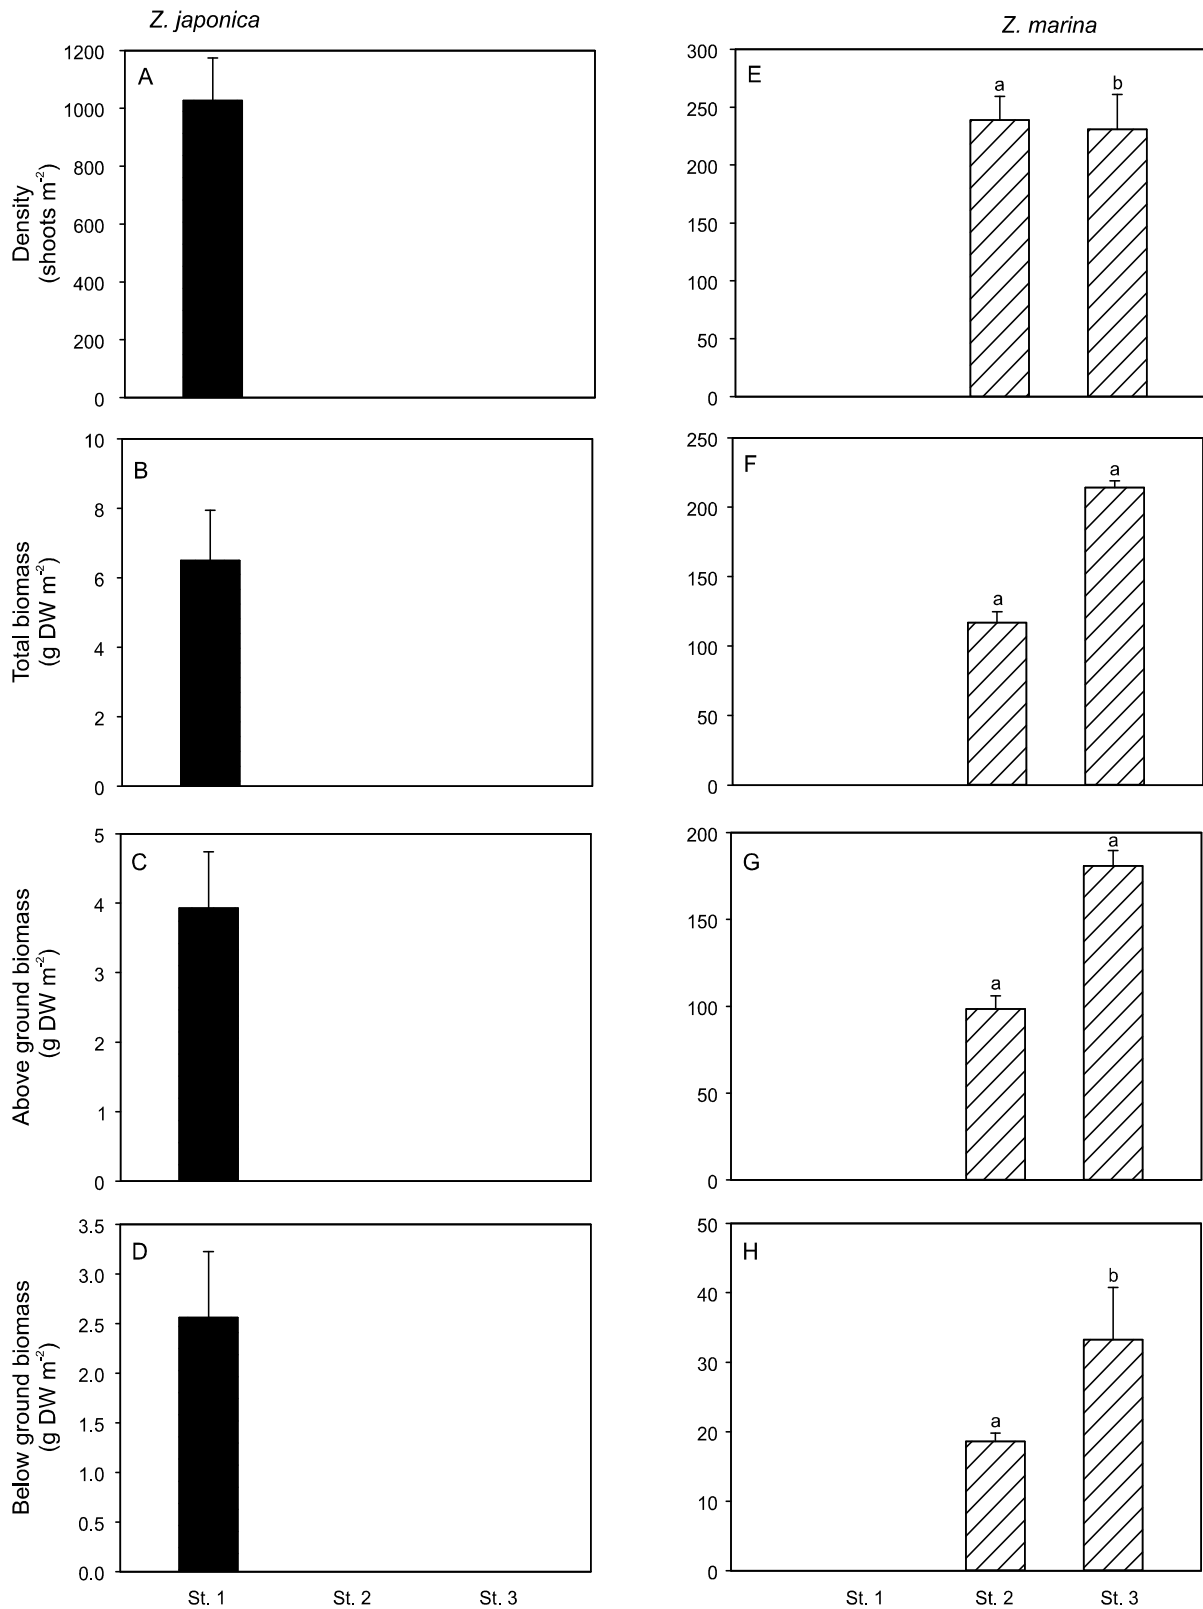 Z. japonica
Z. marina
A
1200
1000
800
600
400
200
0
Density
(shoots m-2)
E
300
250
200
150
100
50
0
a
b
B
10
8
6
4
2
0
Total biomass
(g DW m-2)
F
250
200
150
100
50
0
a
a
C
5
4
3
2
1
0
Above ground biomass
(g DW m-2)
G
200
150
100
50
0
a
a
D
3.5
3.0
2.5
2.0
1.5
1.0
0.5
0.0
Below ground biomass
(g DW m-2)
H
50
40
30
20
10
0
a
b
St. 1 St. 2 St. 3
St. 1 St. 2 St. 3